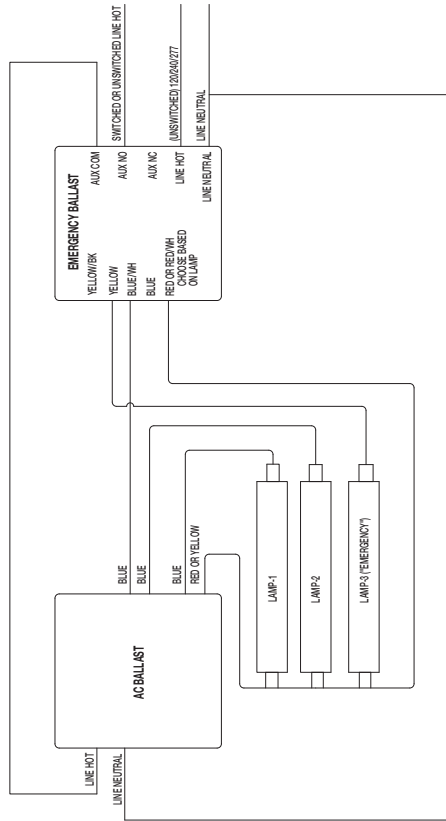 AC BALLAST
LINE HOT
LINE NEUTRAL
BLUE
BLUE
BLUE
RED OR YELLOW
LAMP-1
LAMP-2
LAMP-3 ("EMERGENCY")
EMERGENCY BALLAST
YELLOW/BK
YELLOW
BLUE/WH
BLUE
RED OR RED/WH
CHOOSE BASED
ON LAMP
AUX COM
AUX NO
AUX NC
LINE HOT
LINE NEUTRAL
SWITCHED OR UNSWITCHED LINE HOT
(UNSWITCHED) 120/240/277
LINE NEUTRAL